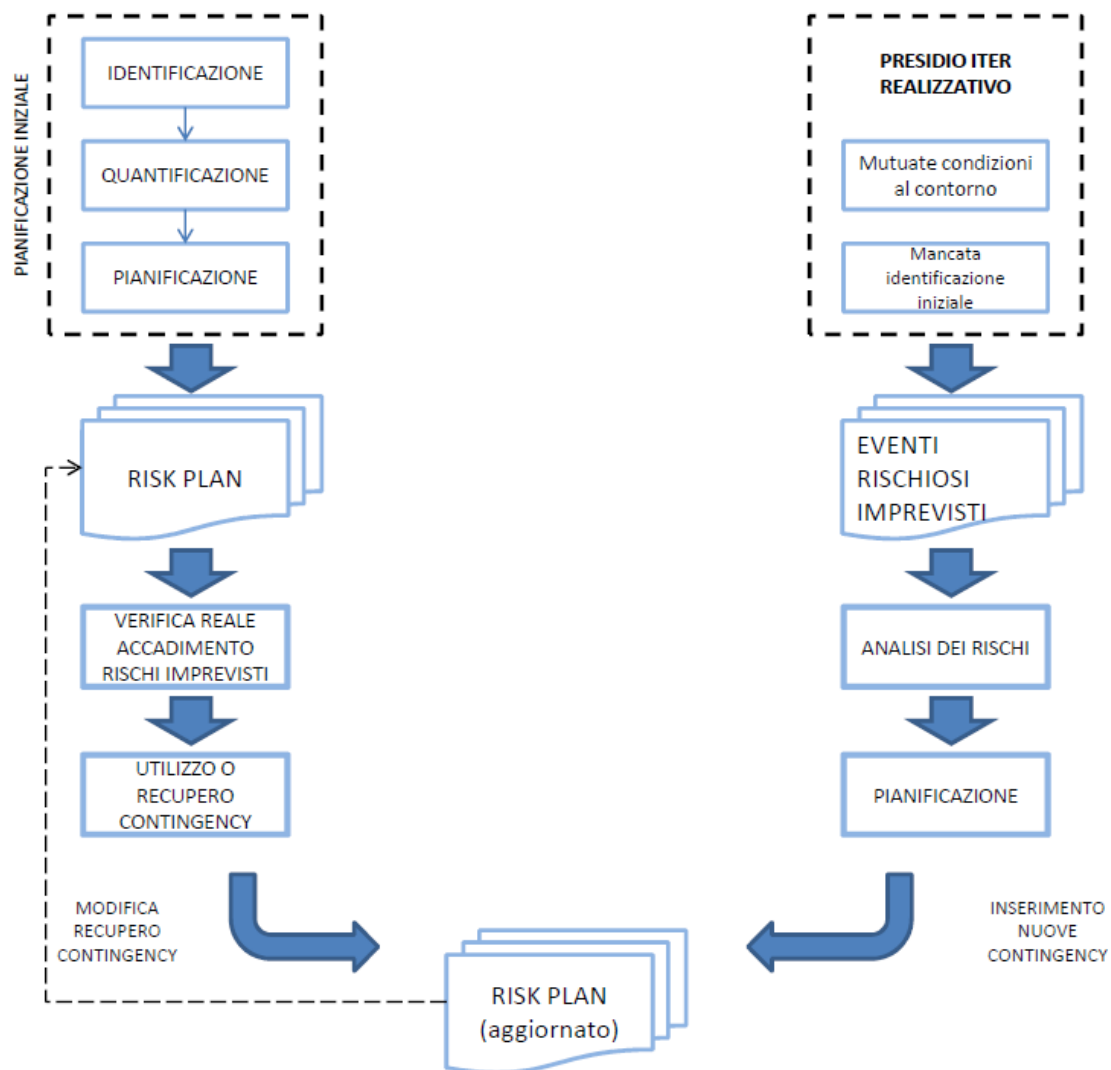 PIANIFICAZIONE INIZIALE
IDENTIFICAZIONE
QUANTIFICAZIONE
PIANIFICAZIONE
RISK PLAN
VERIFICA REALE
ACCADIMENTO
RISCHI IMPREVISTI
UTILIZZO O
RECUPERO
CONTINGENCY
MODIFICA
RECUPERO
CONTINGENCY
PRESIDIO ITER
REALIZZATIVO
Mutuate condizioni
al contorno
Mancata
identificazione
iniziale
EVENTI
RISCHIOSI
IMPREVISTI
ANALISI DEI RISCHI
PIANIFICAZIONE
INSERIMENTO
NUOVE
CONTINGENCY
RISK PLAN
(aggiornato)